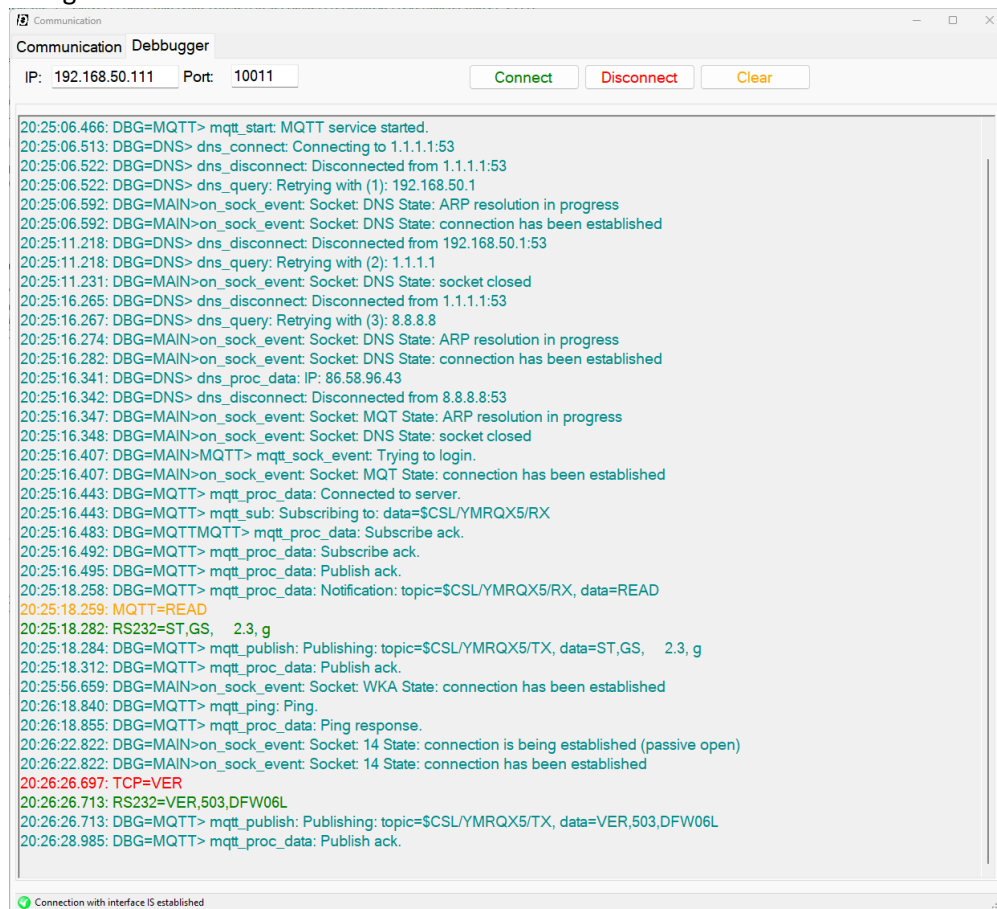 Communication
Communication Debbugger
IP: 192.168.50.111 Port: 10011 Connect Disconnect Clear
20:25:06.466: DBG=MQTT> mqtt_start: MQTT service started.
20:25:06.513: DBG=DNS> dns_connect: Connecting to 1.1.1.1:53
20:25:06.522: DBG=DNS> dns_disconnect: Disconnected from 1.1.1.1:53
20:25:06.522: DBG=DNS> dns_query: Retrying with (1): 192.168.50.1
20:25:06.592: DBG=MAIN>on_sock_event: Socket: DNS State: ARP resolution in progress
20:25:06.592: DBG=MAIN>on_sock_event: Socket: DNS State: connection has been established
20:25:11.218: DBG=DNS> dns_disconnect: Disconnected from 192.168.50.1:53
20:25:11.218: DBG=DNS> dns_query: Retrying with (2): 1.1.1.1
20:25:11.231: DBG=MAIN>on_sock_event: Socket: DNS State: socket closed
20:25:16.265: DBG=DNS> dns_disconnect: Disconnected from 1.1.1.1:53
20:25:16.267: DBG=DNS> dns_query: Retrying with (3): 8.8.8.8
20:25:16.274: DBG=MAIN>on_sock_event: Socket: DNS State: ARP resolution in progress
20:25:16.282: DBG=MAIN>on_sock_event: Socket: DNS State: connection has been established
20:25:16.341: DBG=DNS> dns_proc_data: IP: 86.58.96.43
20:25:16.342: DBG=DNS> dns_disconnect: Disconnected from 8.8.8.8:53
20:25:16.347: DBG=MAIN>on_sock_event: Socket: MQT State: ARP resolution in progress
20:25:16.348: DBG=MAIN>on_sock_event: Socket: DNS State: socket closed
20:25:16.407: DBG=MAIN>MQTT> mqtt_sock_event: Trying to login.
20:25:16.407: DBG=MAIN>on_sock_event: Socket: MQT State: connection has been established
20:25:16.443: DBG=MQTT> mqtt_proc_data: Connected to server.
20:25:16.443: DBG=MQTT> mqtt_sub: Subscribing to: data=$CSL/YMRQX5/RX
20:25:16.483: DBG=MQTTMQTT> mqtt_proc_data: Subscribe ack.
20:25:16.492: DBG=MQTT> mqtt_proc_data: Subscribe ack.
20:25:16.495: DBG=MQTT> mqtt_proc_data: Publish ack.
20:25:18.258: DBG=MQTT> mqtt_proc_data: Notification: topic=$CSL/YMRQX5/RX, data=READ
20:25:18.259: MQTT=READ
20:25:18.282: RS232=ST,GS, 2.3, g
20:25:18.284: DBG=MQTT> mqtt_publish: Publishing: topic=$CSL/YMRQX5/TX, data=ST,GS, 2.3, g
20:25:18.312: DBG=MQTT> mqtt_proc_data: Publish ack.
20:25:56.659: DBG=MAIN>on_sock_event: Socket: WKA State: connection has been established
20:26:18.840: DBG=MQTT> mqtt_ping: Ping.
20:26:18.855: DBG=MQTT> mqtt_proc_data: Ping response.
20:26:22.822: DBG=MAIN>on_sock_event: Socket: 14 State: connection is being established (passive open)
20:26:22.822: DBG=MAIN>on_sock_event: Socket: 14 State: connection has been established
20:26:26.697: TCP=VER
20:26:26.713: RS232=VER,503,DFW06L
20:26:26.713: DBG=MQTT> mqtt_publish: Publishing: topic=$CSL/YMRQX5/TX, data=VER,503,DFW06L
20:26:28.985: DBG=MQTT> mqtt_proc_data: Publish ack.
Connection with interface IS established